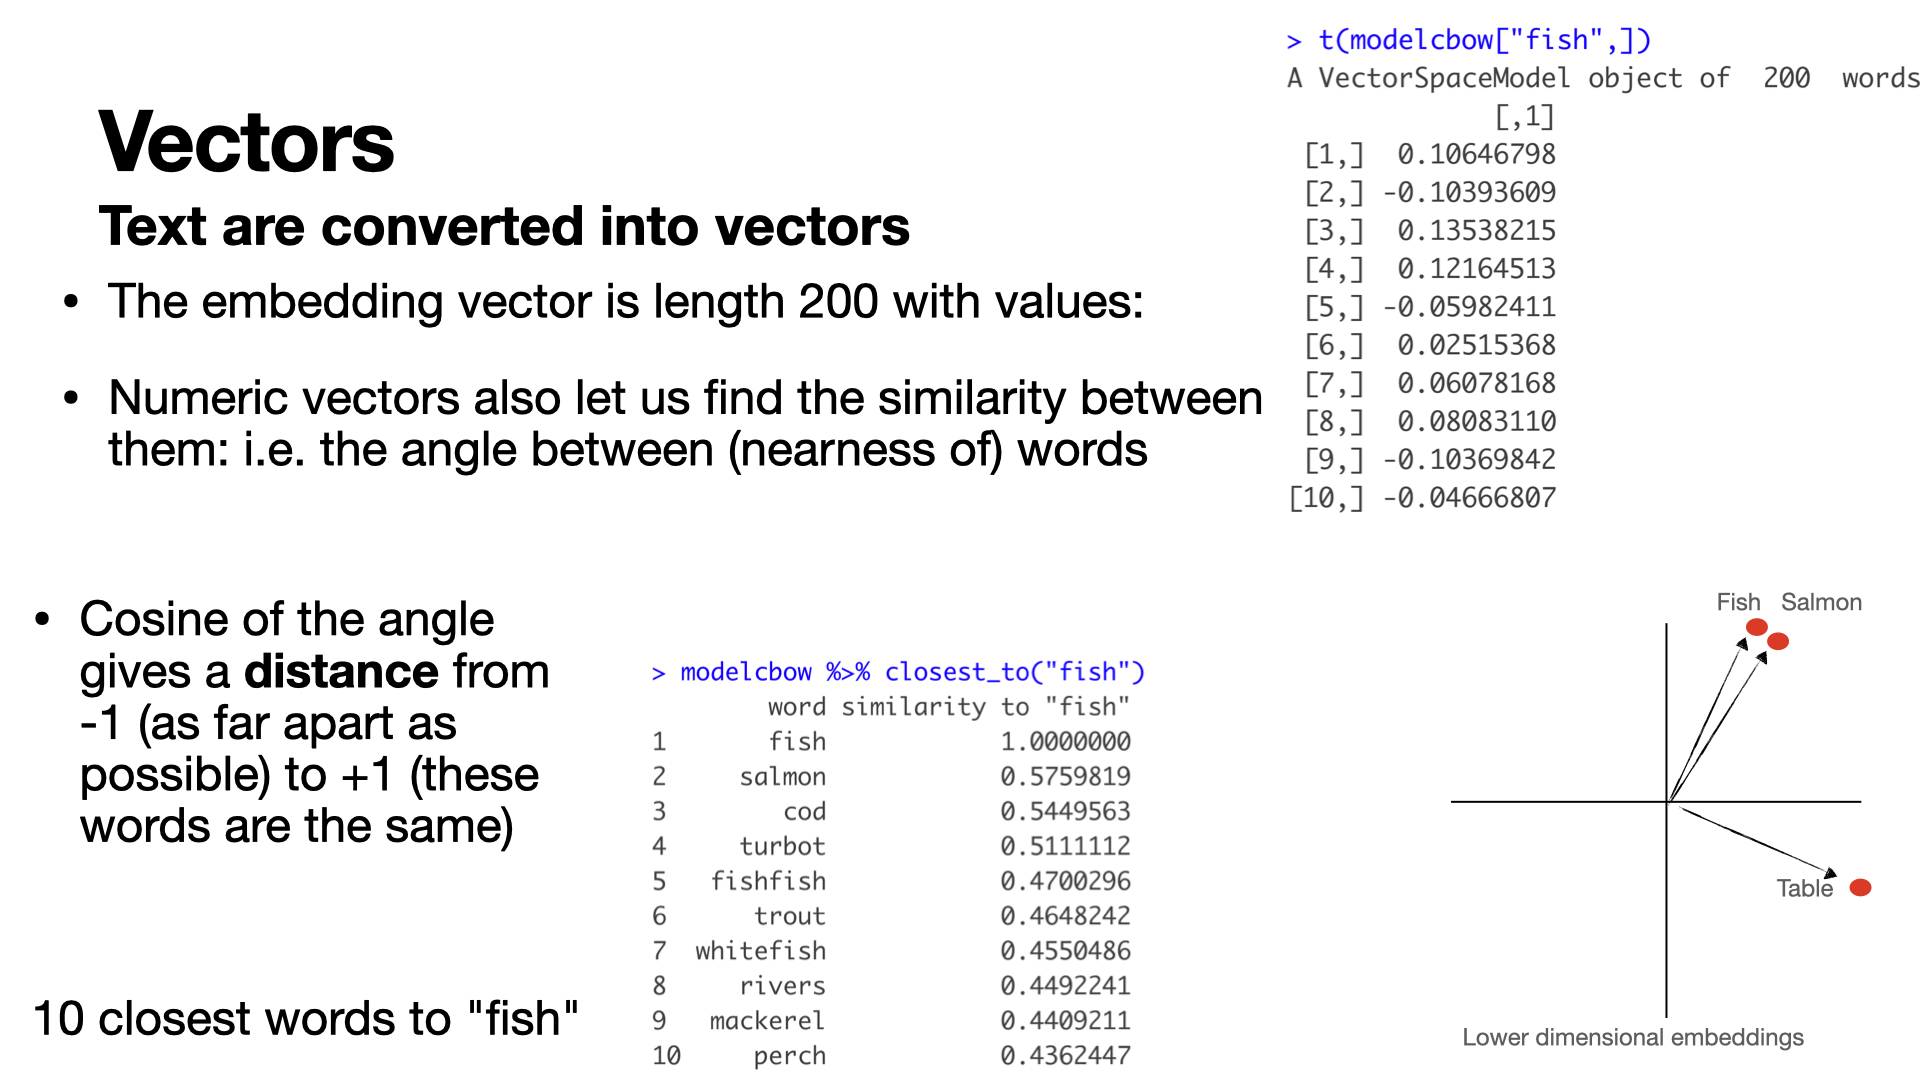 Vectors
Text are converted into vectors
• The embedding vector is length 200 with values:
• Numeric vectors also let us find the similarity between
them: i.e. the angle between (nearness of) words
> t(modelcbow["fish",])
A VectorSpaceModel object of  200  words
[,1]
[1,]  0.10646798
[2,] -0.10393609
[3,]  0.13538215
[4,]  0.12164513
[5,] -0.05982411
[6,]  0.02515368
[7,]  0.06078168
[8,]  0.08083110
[9,] -0.10369842
[10,] -0.04666807
• Cosine of the angle
gives a distance from
-1 (as far apart as
possible) to +1 (these
words are the same)
10 closest words to "fish"
> modelcbow %>% closest_to("fish")
word similarity to "fish"
1 fish 1.0000000
2 salmon 0.5759819
3 cod 0.5449563
4 turbot 0.5111112
5 fishfish 0.4700296
6 trout 0.4648242
7 whitefish 0.4550486
8 rivers 0.4492241
9 mackerel 0.4409211
10 perch 0.4362447
Fish Salmon
Table
Lower dimensional embeddings